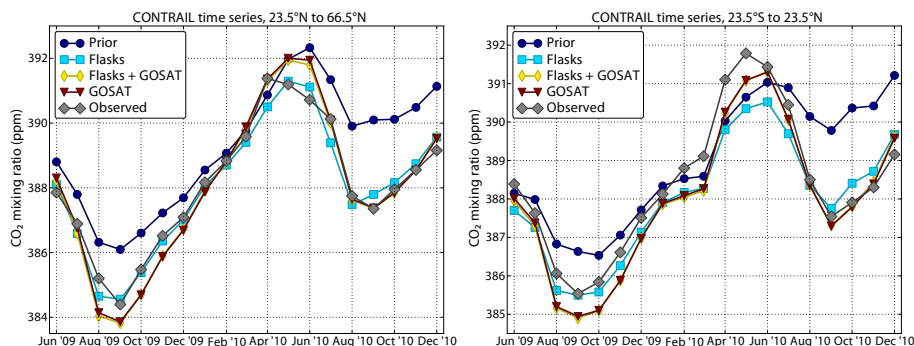 CONTRAIL time series, 23.5°N to 66.5°N
CO₂ mixing ratio (ppm)
392
390
388
386
384
Prior
Flasks
Flasks + GOSAT
GOSAT
Observed
Jun '09 Aug '09 Oct '09 Dec '09 Feb '10 Apr '10 Jun '10 Aug '10 Oct '10 Dec '10
CONTRAIL time series, 23.5°S to 23.5°N
CO₂ mixing ratio (ppm)
392
391
390
389
388
387
386
385
Prior
Flasks
Flasks + GOSAT
GOSAT
Observed
Jun '09 Aug '09 Oct '09 Dec '09 Feb '10 Apr '10 Jun '10 Aug '10 Oct '10 Dec '10